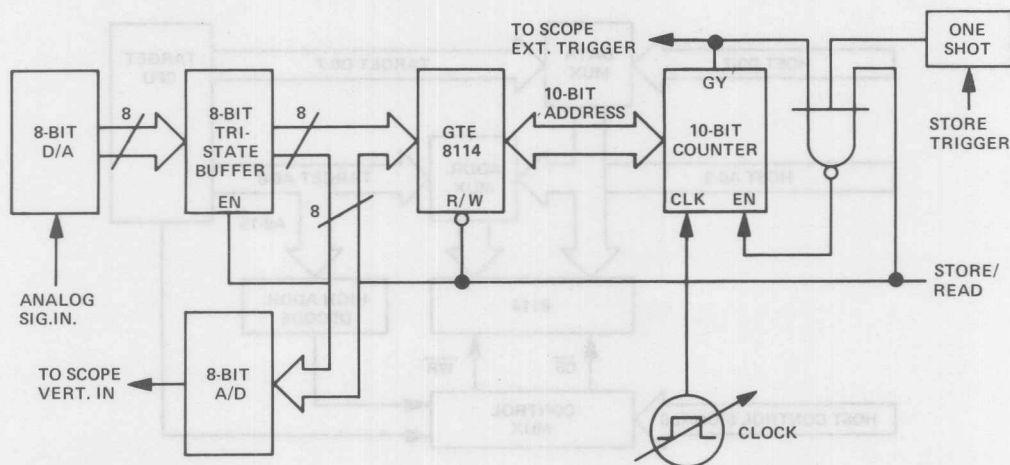 TO SCOPE
EXT. TRIGGER
ONE
SHOT
GY
8-BIT
D/A
8
8-BIT
TRI-
STATE
BUFFER
EN
8
8
GTE
8114
R/W
10-BIT
ADDRESS
10-BIT
COUNTER
CLK EN
STORE
TRIGGER
STORE/
READ
ANALOG
SIG.IN.
TO SCOPE
VERT. IN
8-BIT
A/D
CLOCK